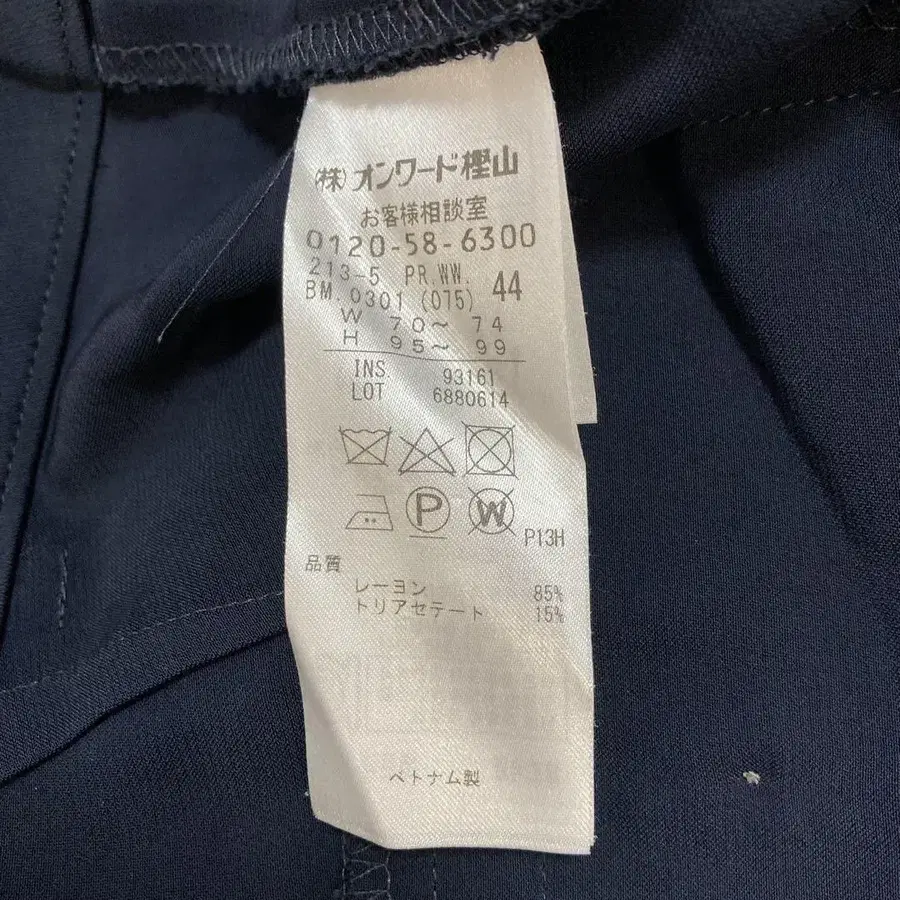 (株)オンワード樫山
お客様相談室
0120-58-6300
213-5 PR.WW.
BM.0301 (075) 44
W 70〜 74
H 95〜 99
INS 93161
LOT 6880614
P W P13H
品質
レーヨン 85%
トリアセテート 15%
ベトナム製